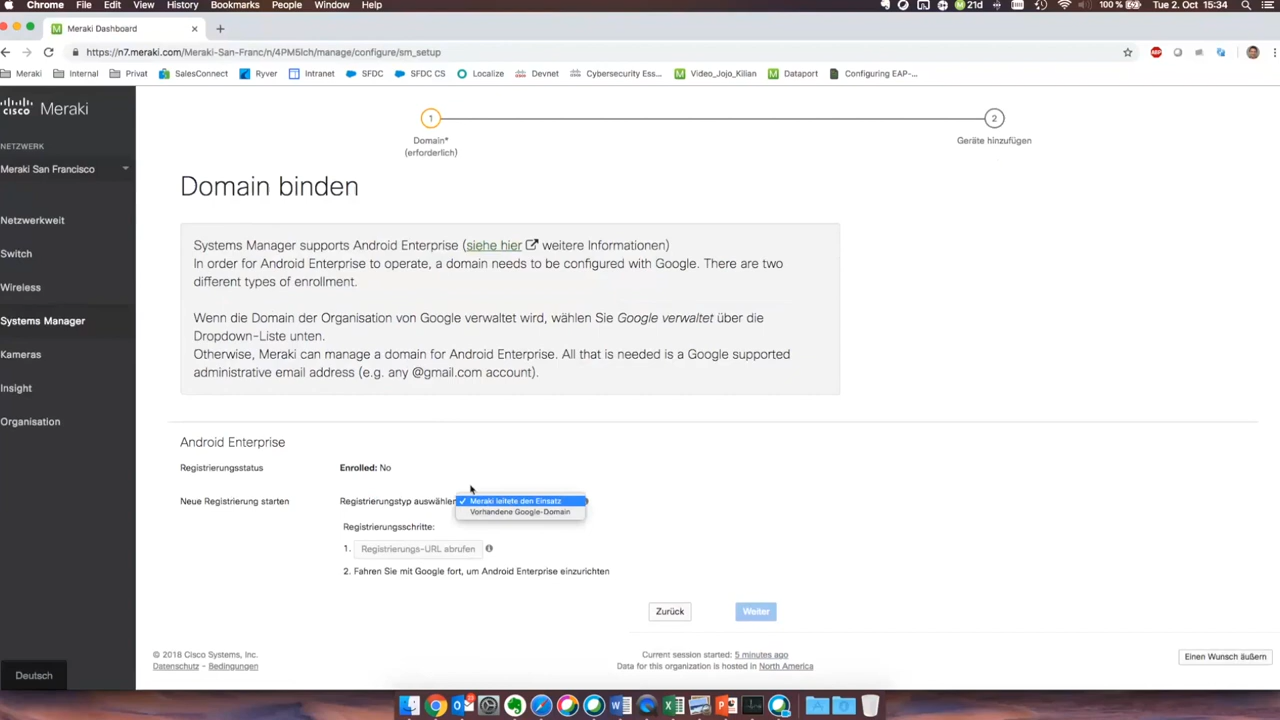 Chrome File Edit View History Bookmarks People Window Help 21d 100 % Tue 2. Oct 15:34
Meraki Dashboard
https://n7.meraki.com/Meraki-San-Franc/n/4PM5lch/manage/configure/sm_setup
Meraki Internal Privat SalesConnect Ryver Intranet SFDC SFDC CS Localize Devnet Cybersecurity Ess... Video_Jojo_Kilian Dataport Configuring EAP-...
cisco Meraki
NETZWERK
Meraki San Francisco
Netzwerkweit
Switch
Wireless
Systems Manager
Kameras
Insight
Organisation
Deutsch
1
Domain*
(erforderlich)
2
Geräte hinzufügen
Domain binden
Systems Manager supports Android Enterprise (siehe hier weitere Informationen)
In order for Android Enterprise to operate, a domain needs to be configured with Google. There are two
different types of enrollment.
Wenn die Domain der Organisation von Google verwaltet wird, wählen Sie Google verwaltet über die
Dropdown-Liste unten.
Otherwise, Meraki can manage a domain for Android Enterprise. All that is needed is a Google supported
administrative email address (e.g. any @gmail.com account).
Android Enterprise
Registrierungsstatus Enrolled: No
Neue Registrierung starten Registrierungstyp auswählen Meraki leitete den Einsatz
Vorhandene Google-Domain
Registrierungsschritte:
1. Registrierungs-URL abrufen
2. Fahren Sie mit Google fort, um Android Enterprise einzurichten
Zurück Weiter
© 2018 Cisco Systems, Inc.
Datenschutz - Bedingungen
Current session started: 5 minutes ago
Data for this organization is hosted in North America
Einen Wunsch äußern